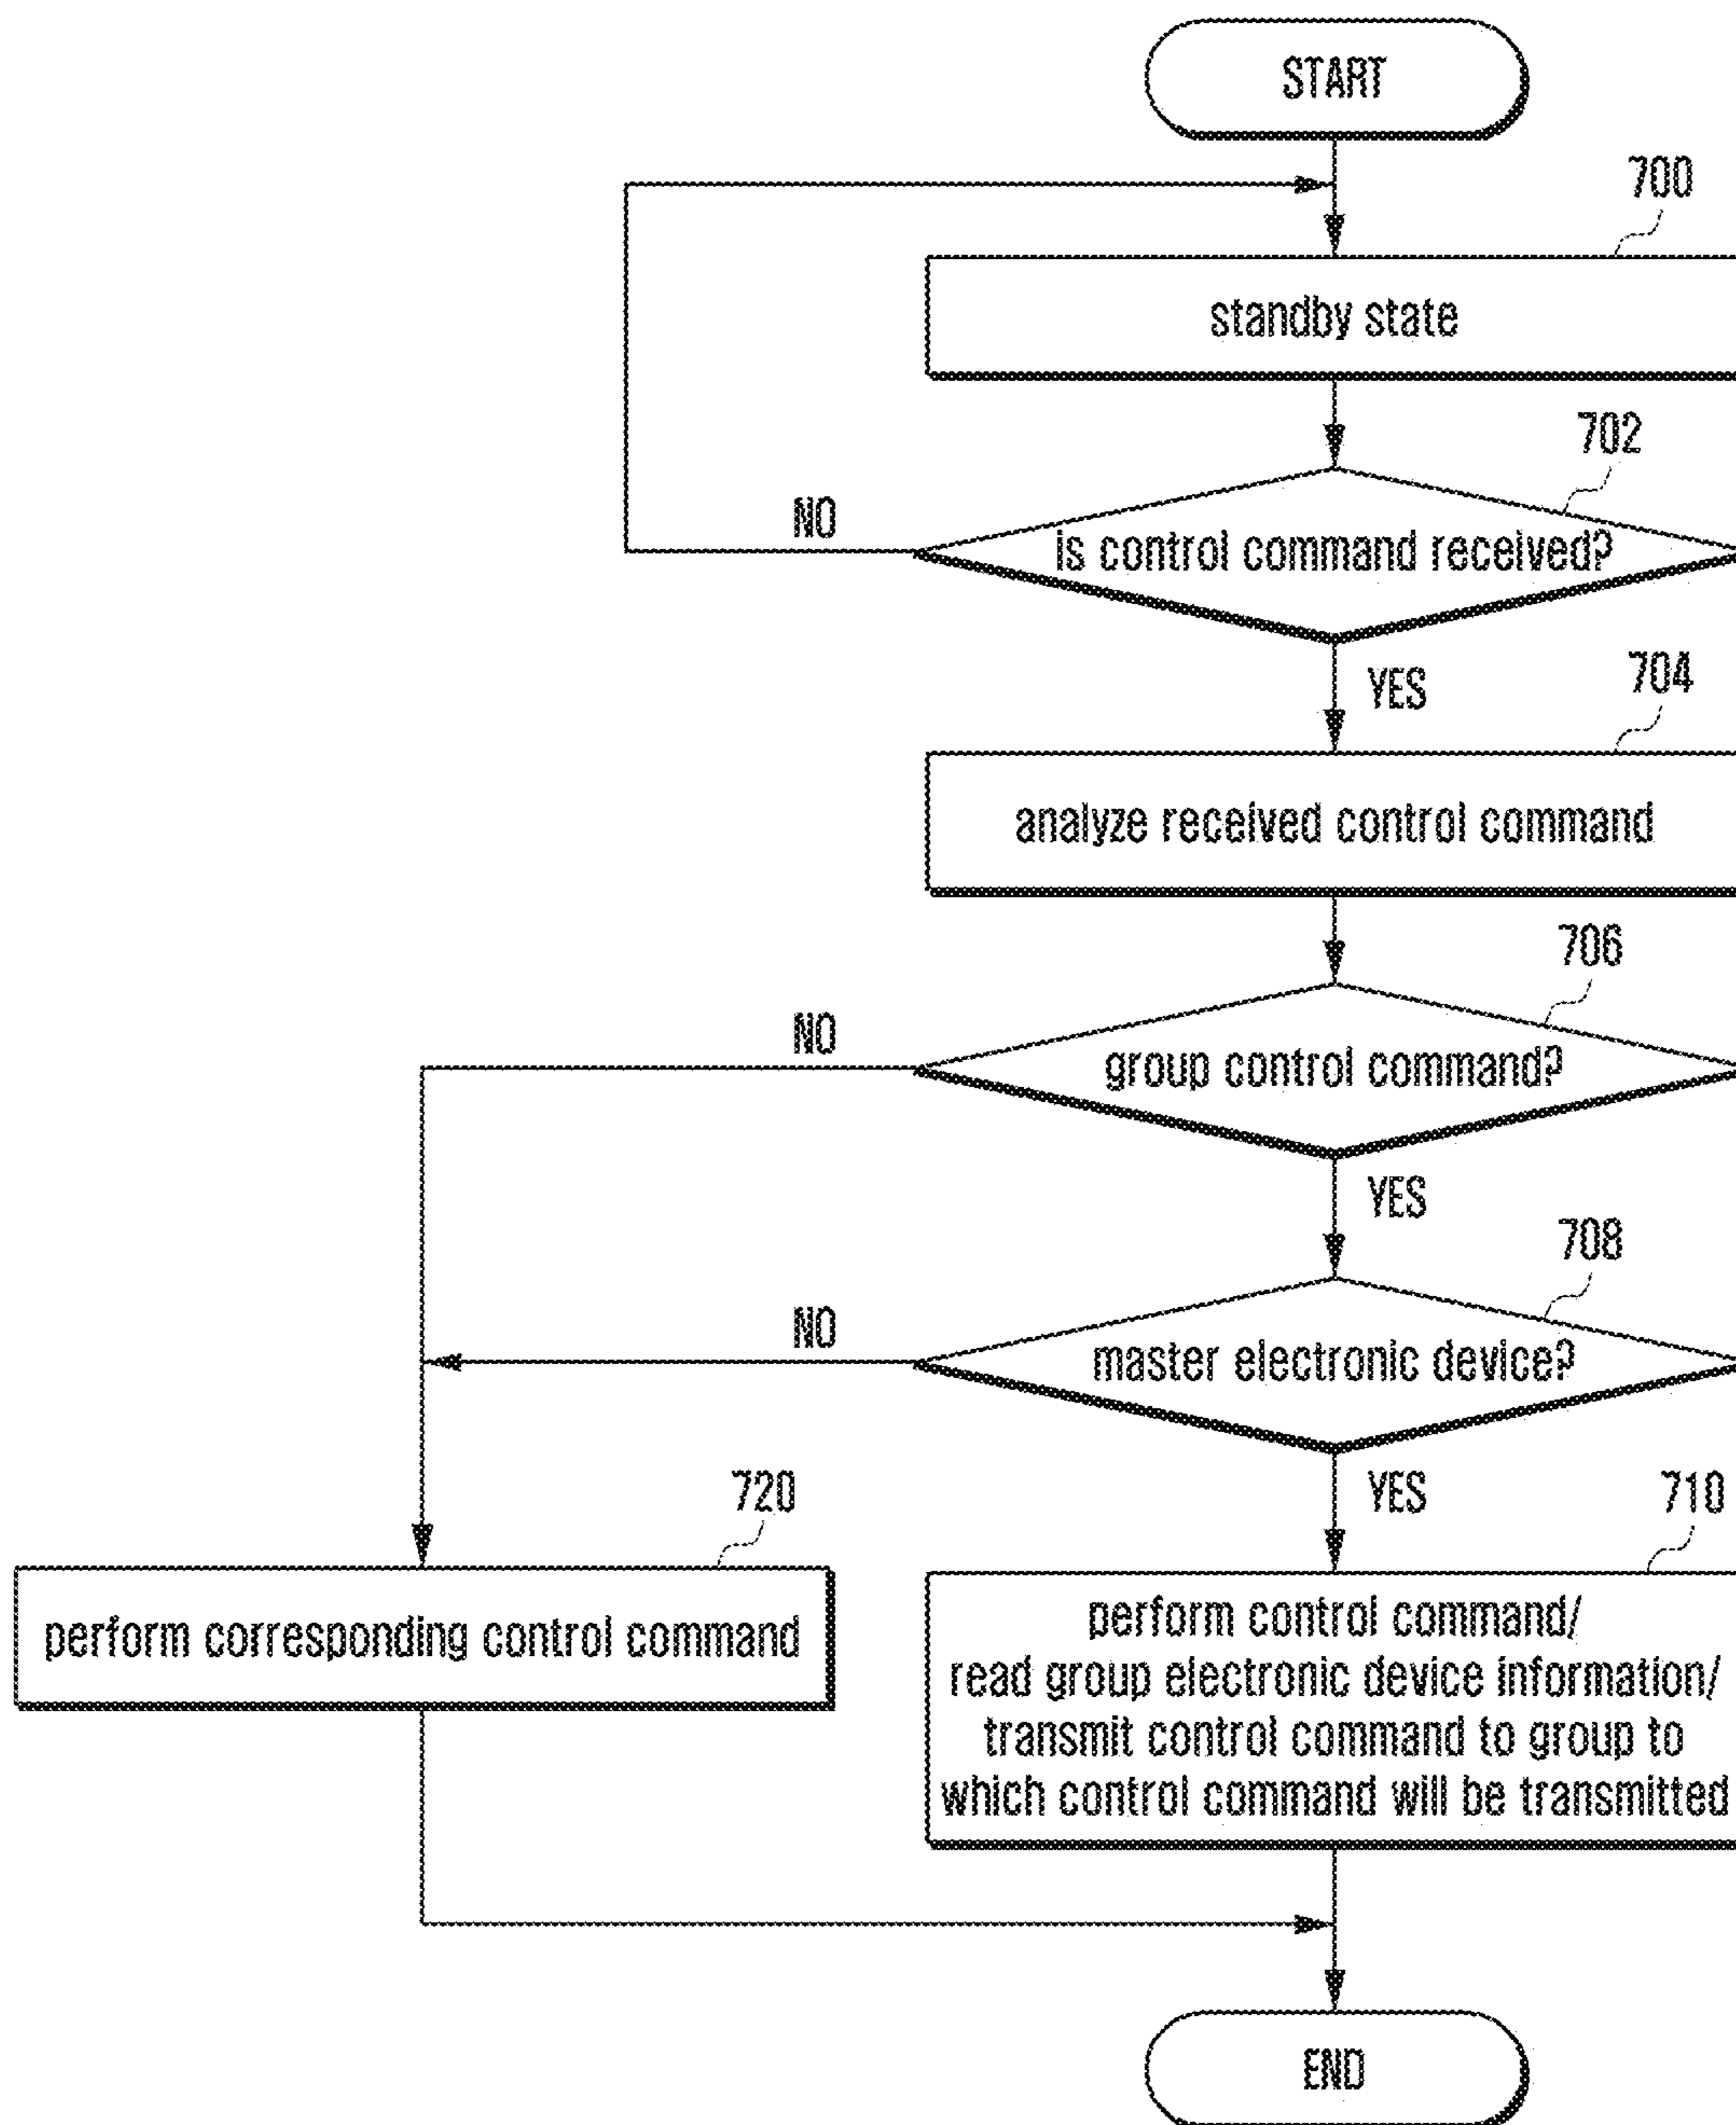 START
700
standby state
702
NO
is control command received?
YES
704
analyze received control command
706
NO
group control command?
YES
708
NO
master electronic device?
YES
720
710
perform corresponding control command
perform control command/
read group electronic device information/
transmit control command to group to
which control command will be transmitted
END